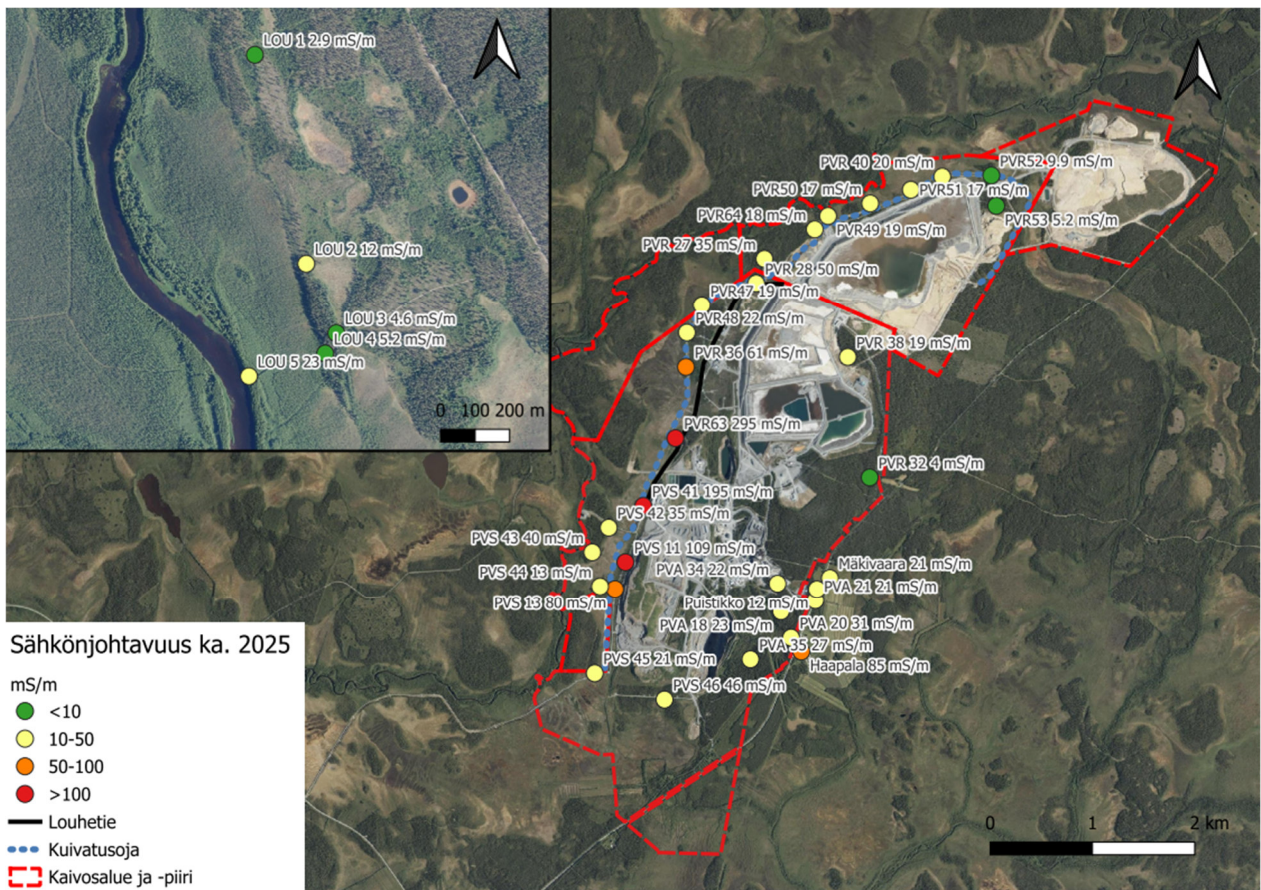 LOU 1 2.9 mS/m
LOU 2 12 mS/m
LOU 3 4.6 mS/m
LOU 4 5.2 mS/m
LOU 5 23 mS/m
0 100 200 m
PVR 40 20 mS/m
PVR52 9.9 mS/m
PVR50 17 mS/m
PVR51 17 mS/m
PVR64 18 mS/m
PVR53 5.2 mS/m
PVR49 19 mS/m
PVR 27 35 mS/m
PVR 28 50 mS/m
PVR47 19 mS/m
PVR48 22 mS/m
PVR 38 19 mS/m
PVR 36 61 mS/m
PVR63 295 mS/m
PVR 32 4 mS/m
PVS 41 195 mS/m
PVS 42 35 mS/m
PVS 43 40 mS/m
PVS 11 109 mS/m
PVA 34 22 mS/m
Mäkivaara 21 mS/m
PVS 44 13 mS/m
PVA 21 21 mS/m
PVS 13 80 mS/m
Puistikko 12 mS/m
PVA 18 23 mS/m
PVA 20 31 mS/m
PVA 35 27 mS/m
PVS 45 21 mS/m
Haapala 85 mS/m
PVS 46 46 mS/m
Sähkönjohtavuus ka. 2025
mS/m
<10
10-50
50-100
>100
Louhetie
Kuivatusoja
Kaivosalue ja -piiri
0 1 2 km